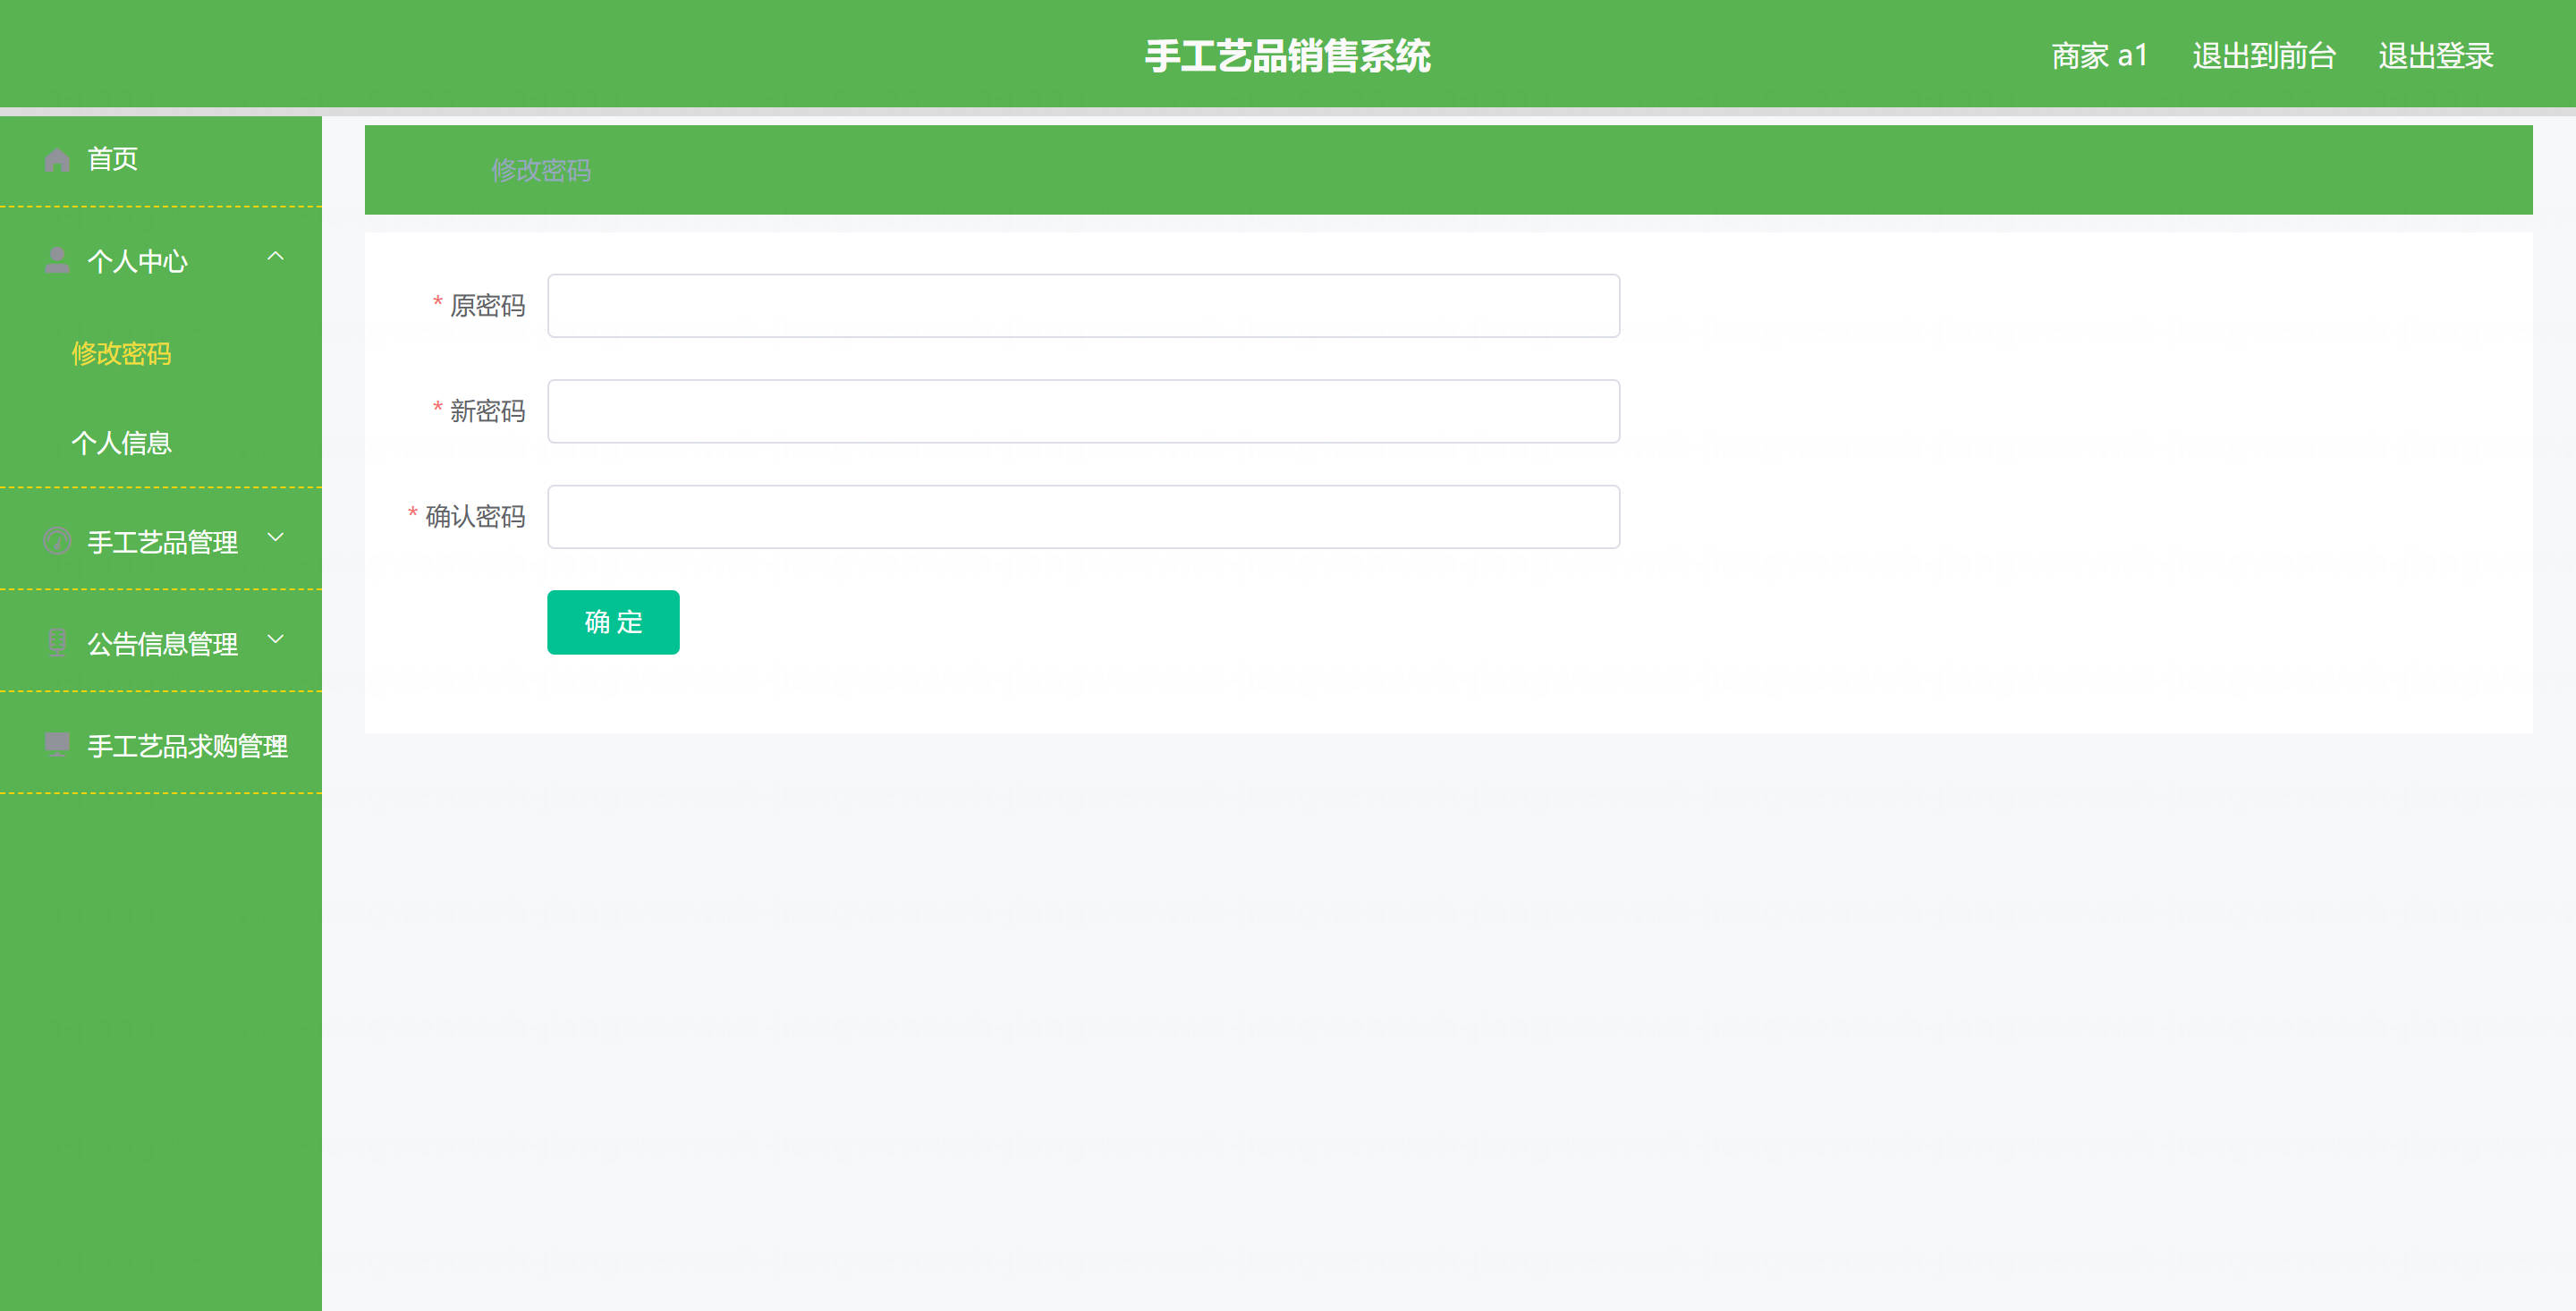 手工艺品销售系统
商家 a1 退出到前台 退出登录
首页
个人中心
修改密码
个人信息
手工艺品管理
公告信息管理
手工艺品求购管理
修改密码
* 原密码
* 新密码
* 确认密码
确 定